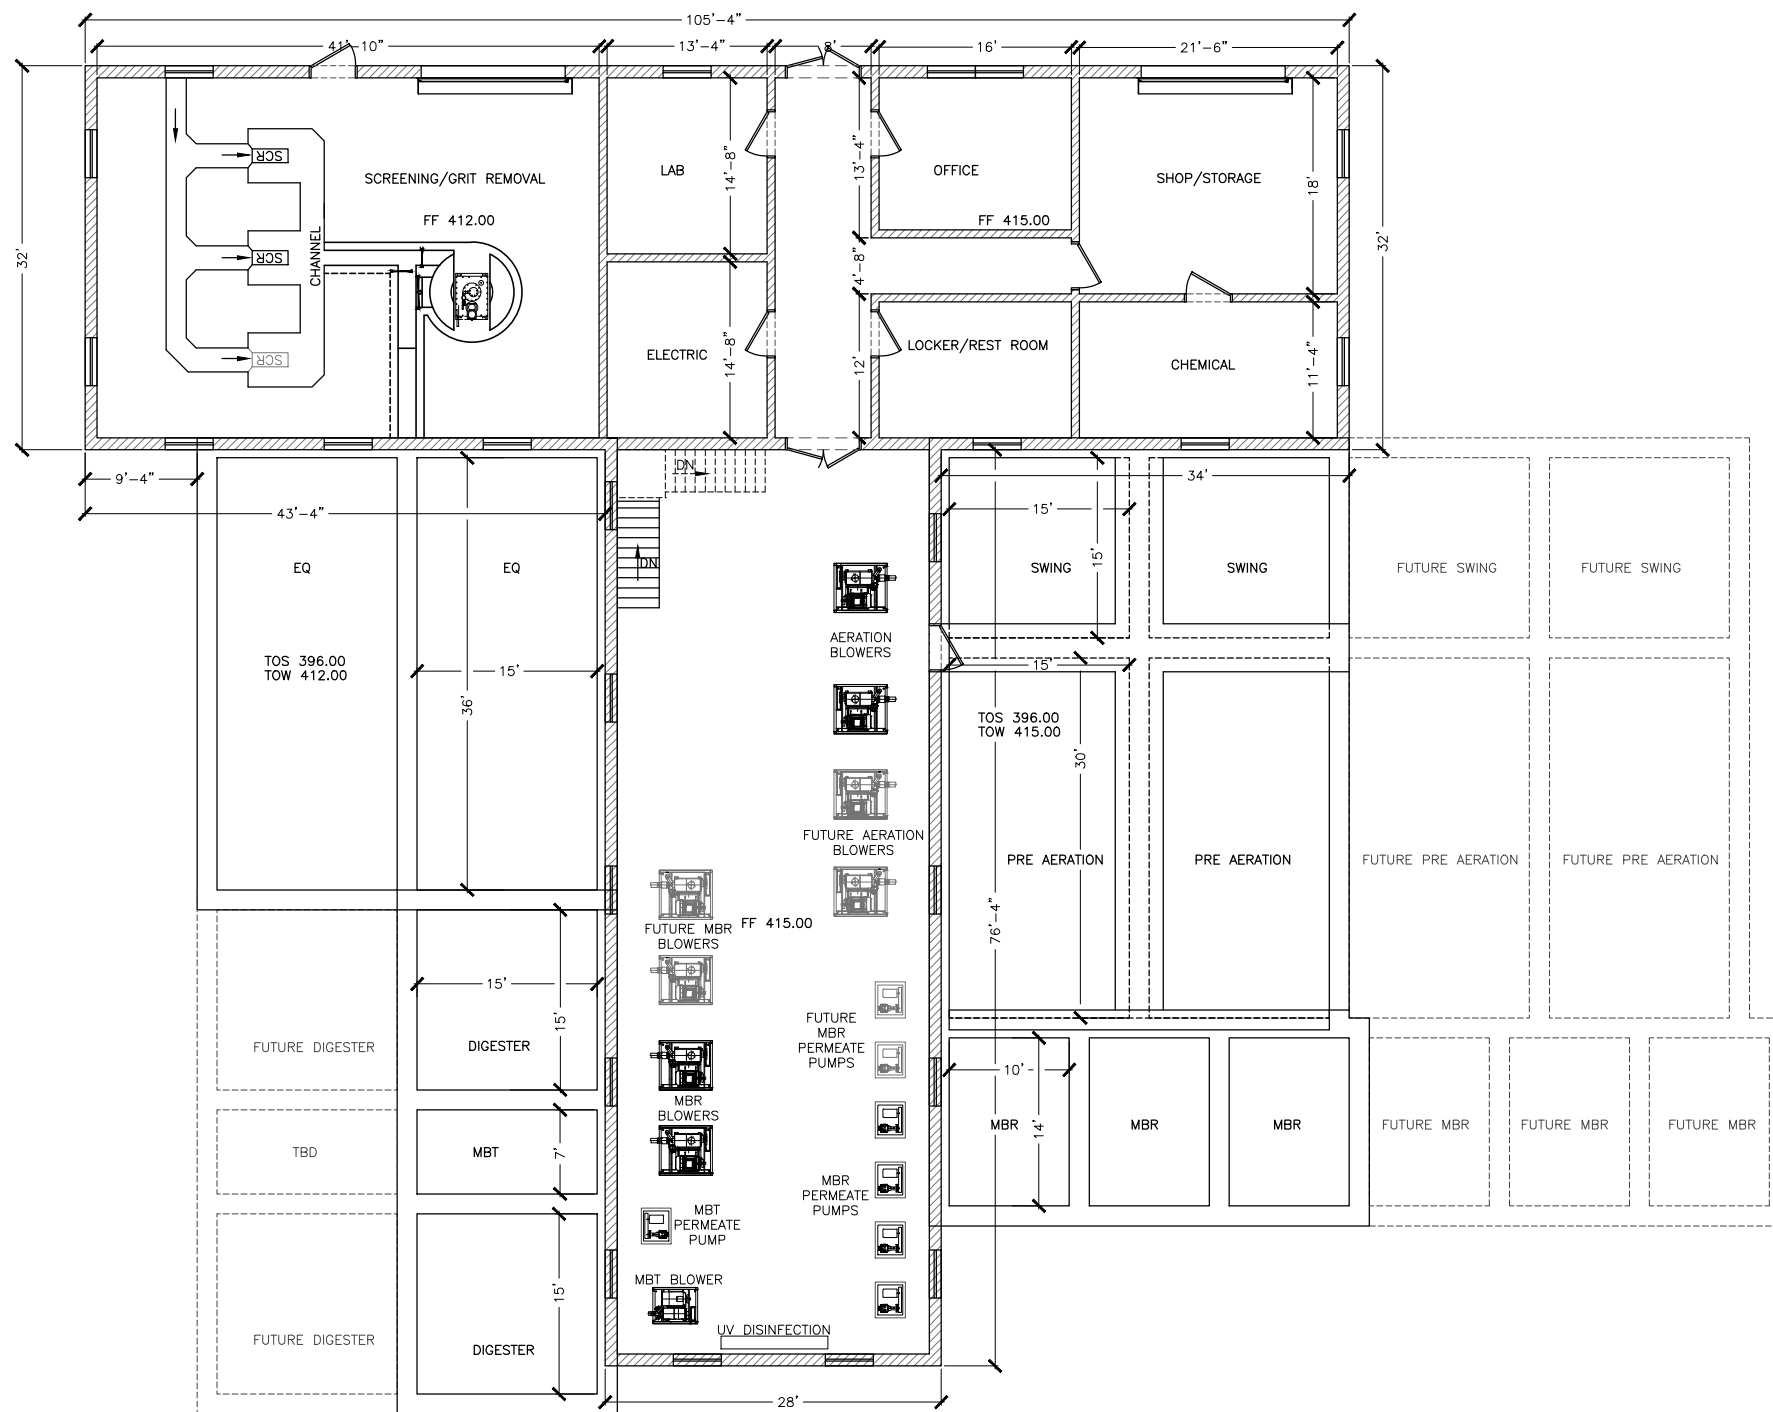 105'-4"
41'-10"
13'-4"
8'
16'
21'-6"
SCR
SCREENING/GRIT REMOVAL
FF 412.00
CHANNEL
SCR
SCR
LAB
14'-8"
13'-4"
OFFICE
FF 415.00
SHOP/STORAGE
18'
32'
32'
4'-8"
ELECTRIC
14'-8"
12'
LOCKER/REST ROOM
CHEMICAL
11'-4"
9'-4"
43'-4"
DN
DN
34'
15'
15'
EQ
EQ
SWING
SWING
FUTURE SWING
FUTURE SWING
AERATION
BLOWERS
TOS 396.00
TOW 412.00
15'
36'
15'
TOS 396.00
TOW 415.00
30'
FUTURE AERATION
BLOWERS
PRE AERATION
PRE AERATION
FUTURE PRE AERATION
FUTURE PRE AERATION
FUTURE MBR
BLOWERS
FF 415.00
76'-4"
15'
15'
FUTURE
MBR
PERMEATE
PUMPS
FUTURE DIGESTER
DIGESTER
10'
14'
MBR
BLOWERS
MBR
MBR
MBR
FUTURE MBR
FUTURE MBR
FUTURE MBR
TBD
MBT
7'
MBR
PERMEATE
PUMPS
MBT
PERMEATE
PUMP
MBT BLOWER
15'
FUTURE DIGESTER
DIGESTER
UV DISINFECTION
28'